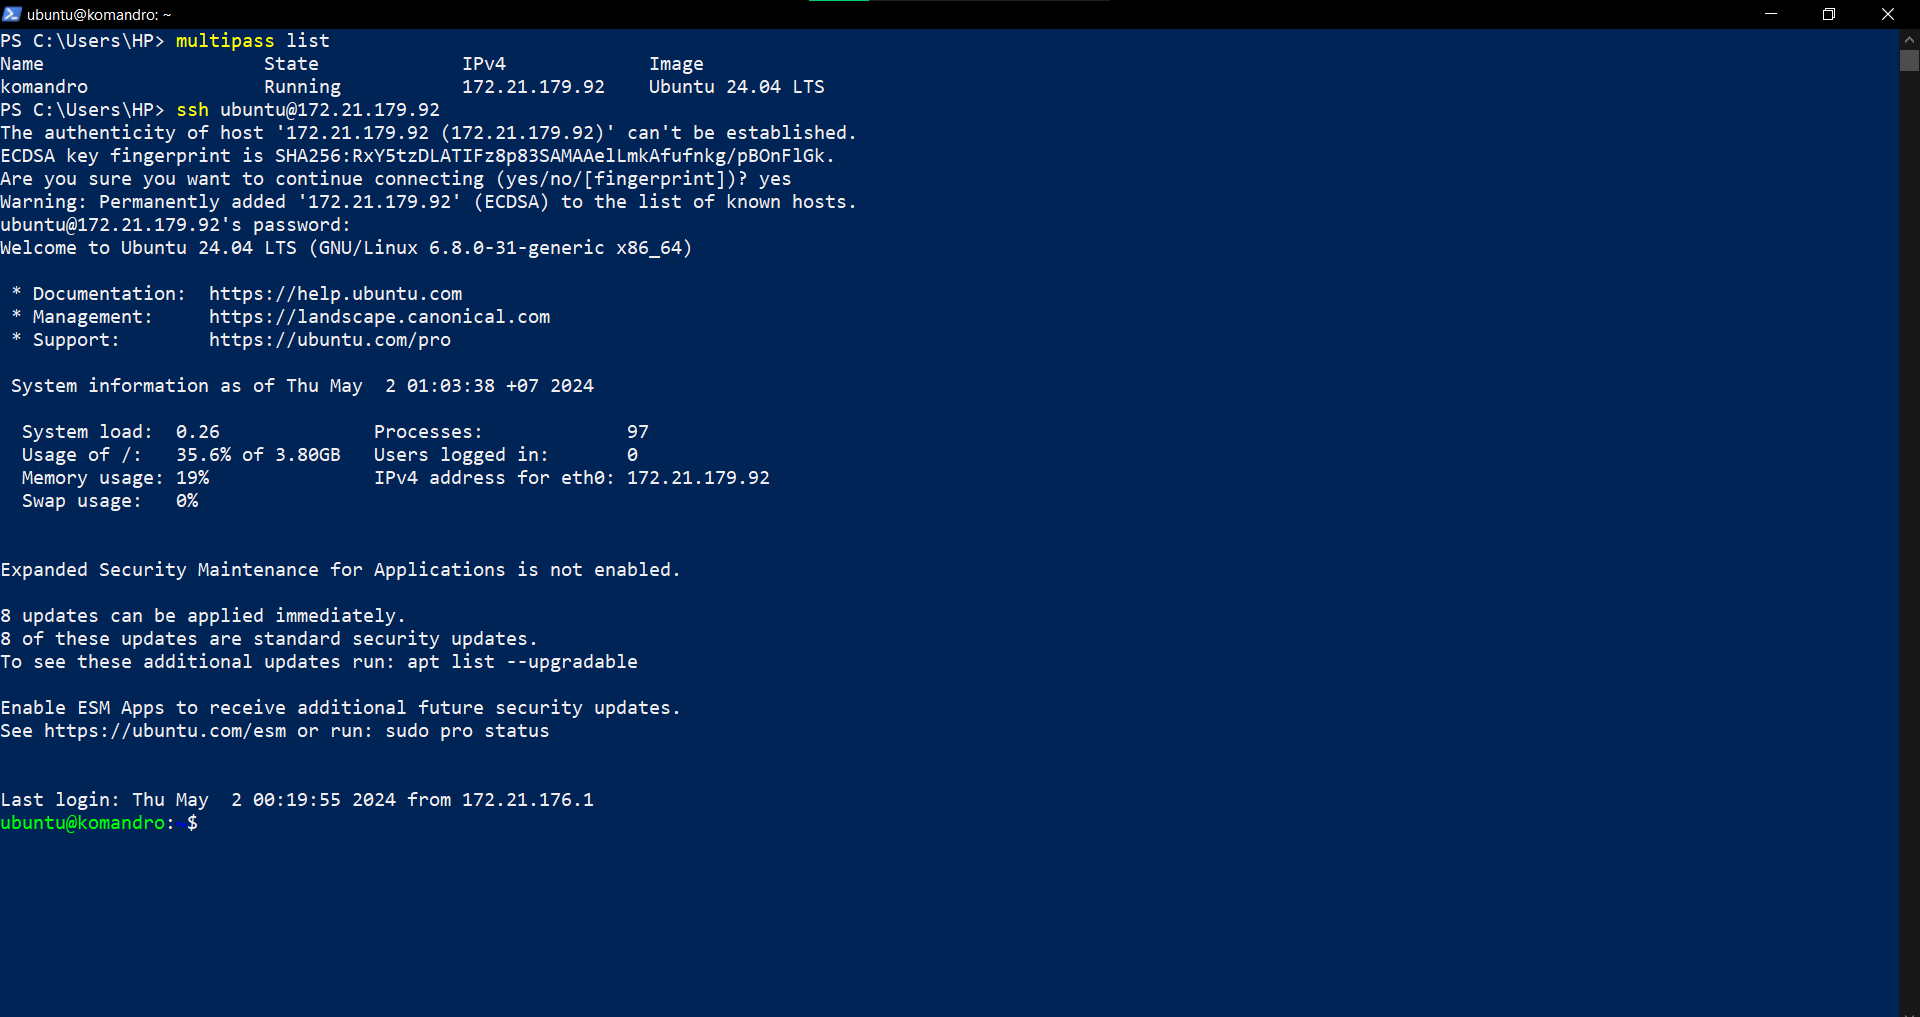 ubuntu@komandro: ~
PS C:\Users\HP> multipass list
Name                    State             IPv4             Image
komandro                Running           172.21.179.92    Ubuntu 24.04 LTS
PS C:\Users\HP> ssh ubuntu@172.21.179.92
The authenticity of host '172.21.179.92 (172.21.179.92)' can't be established.
ECDSA key fingerprint is SHA256:RxY5tzDLATIFz8p83SAMAAelLmkAfufnkg/pBOnFlGk.
Are you sure you want to continue connecting (yes/no/[fingerprint])? yes
Warning: Permanently added '172.21.179.92' (ECDSA) to the list of known hosts.
ubuntu@172.21.179.92's password:
Welcome to Ubuntu 24.04 LTS (GNU/Linux 6.8.0-31-generic x86_64)

 * Documentation:  https://help.ubuntu.com
 * Management:     https://landscape.canonical.com
 * Support:        https://ubuntu.com/pro

 System information as of Thu May  2 01:03:38 +07 2024

  System load:  0.26              Processes:             97
  Usage of /:   35.6% of 3.80GB   Users logged in:       0
  Memory usage: 19%               IPv4 address for eth0: 172.21.179.92
  Swap usage:   0%


Expanded Security Maintenance for Applications is not enabled.

8 updates can be applied immediately.
8 of these updates are standard security updates.
To see these additional updates run: apt list --upgradable

Enable ESM Apps to receive additional future security updates.
See https://ubuntu.com/esm or run: sudo pro status


Last login: Thu May  2 00:19:55 2024 from 172.21.176.1
ubuntu@komandro:~$